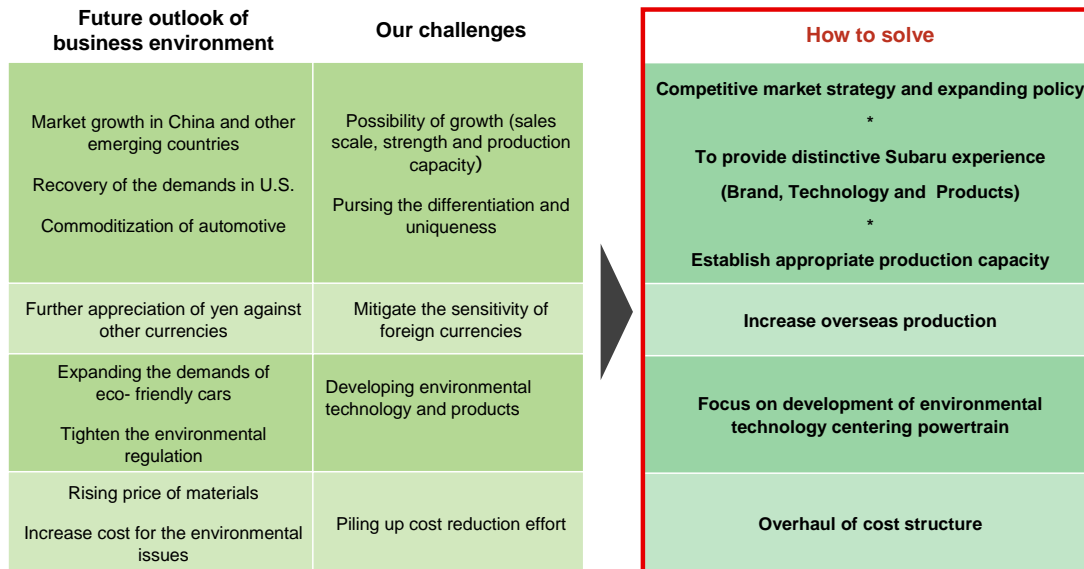 Future outlook of
business environment
Our challenges
How to solve
Market growth in China and other
emerging countries
Recovery of the demands in U.S.
Commoditization of automotive
Possibility of growth (sales
scale, strength and production
capacity)
Pursing the differentiation and
uniqueness
Competitive market strategy and expanding policy
*
To provide distinctive Subaru experience
(Brand, Technology and Products)
*
Establish appropriate production capacity
Further appreciation of yen against
other currencies
Mitigate the sensitivity of
foreign currencies
Increase overseas production
Expanding the demands of
eco- friendly cars
Tighten the environmental
regulation
Developing environmental
technology and products
Focus on development of environmental
technology centering powertrain
Rising price of materials
Increase cost for the environmental
issues
Piling up cost reduction effort
Overhaul of cost structure